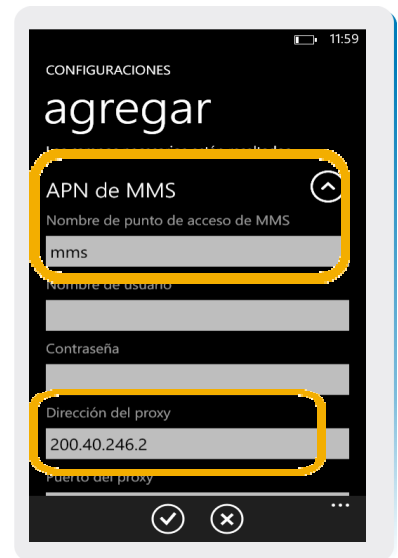 11:59
CONFIGURACIONES
agregar
APN de MMS
Nombre de punto de acceso de MMS
mms
Nombre de usuario
Contraseña
Dirección del proxy
200.40.246.2
Puerto del proxy
...